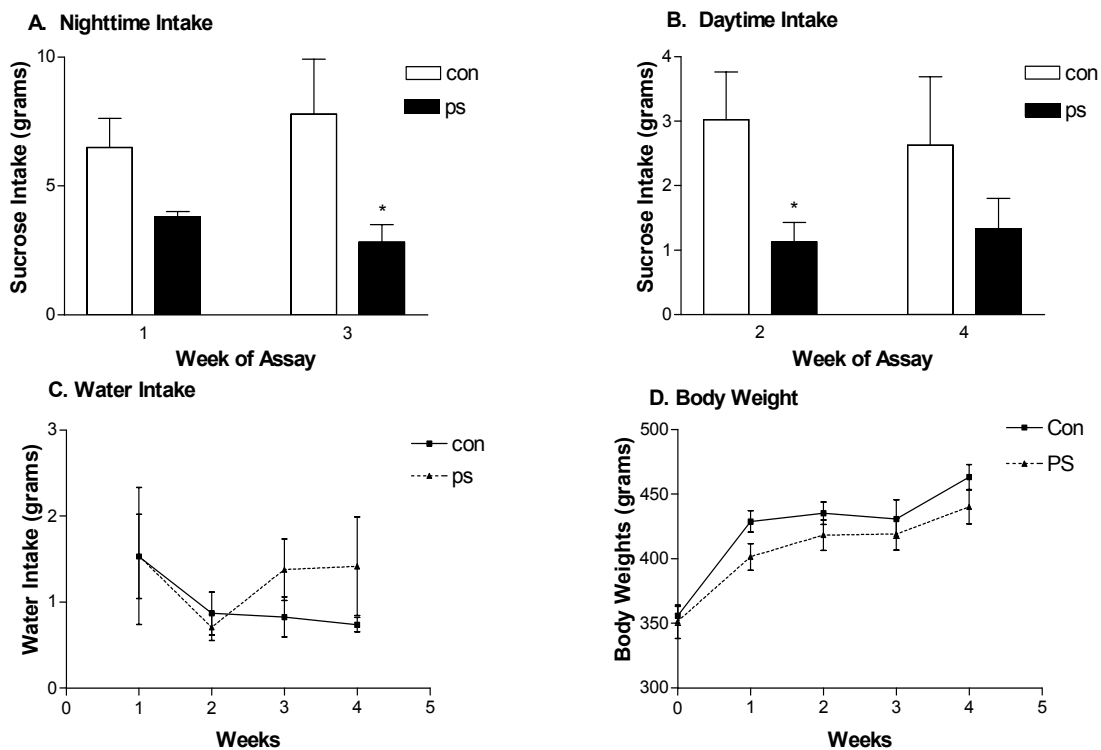 A. Nighttime Intake
10
5
0
Sucrose Intake (grams)
con
ps
*
1
3
Week of Assay
B. Daytime Intake
4
3
2
1
0
Sucrose Intake (grams)
con
ps
*
2
4
Week of Assay
C. Water Intake
3
2
1
0
Water Intake (grams)
con
ps
0
1
2
3
4
5
Weeks
D. Body Weight
500
450
400
350
300
Body Weights (grams)
Con
PS
0
1
2
3
4
5
Weeks